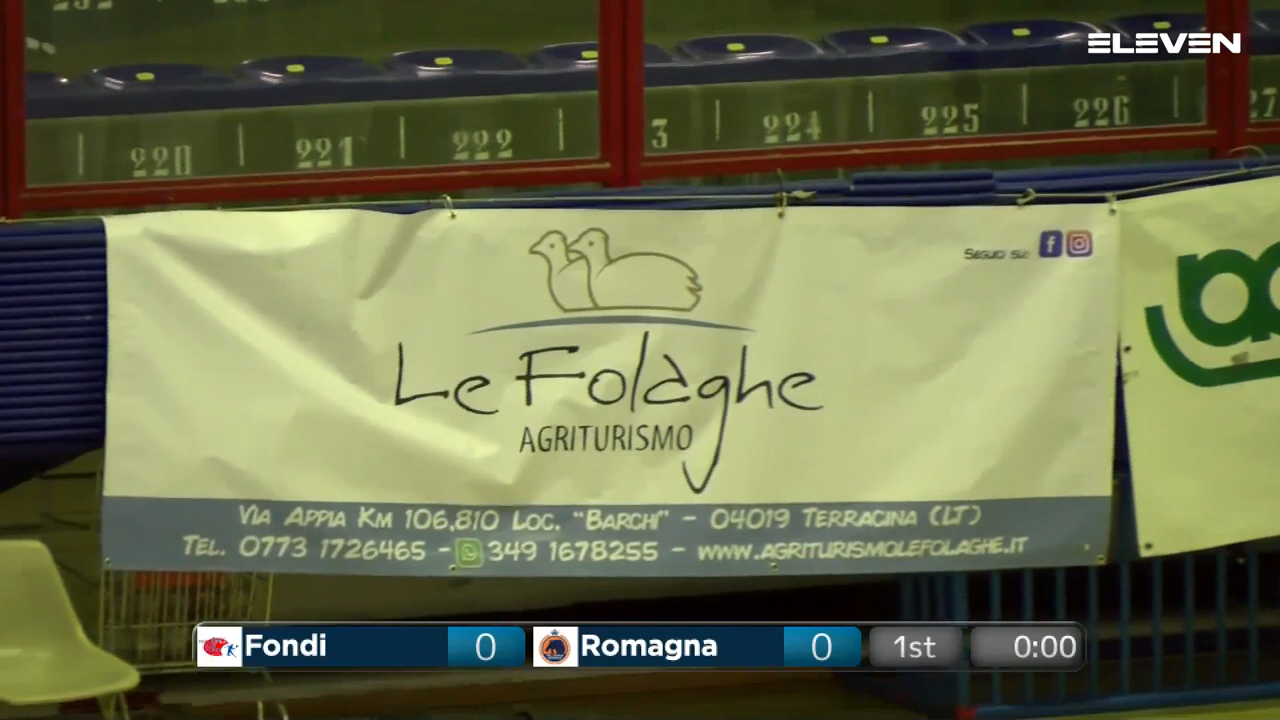 ELEVEN
220 221 222 3 224 225 226 27
Seguici su:
Le Folaghe
AGRITURISMO
Via Appia Km 106,810 Loc. "Barchi" - 04019 Terracina (LT)
Tel. 0773 1726465 - 349 1678255 - www.agriturismolefolaghe.it
Fondi 0 Romagna 0 1st 0:00